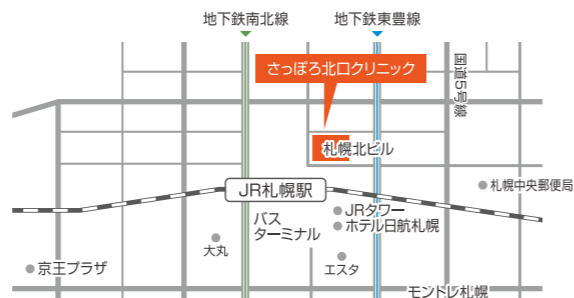 地下鉄南北線
地下鉄東豊線
さっぽろ北口クリニック
国道5号線
札幌北ビル
JR札幌駅
札幌中央郵便局
バス
ターミナル
JRタワー
ホテル日航札幌
大丸
エスタ
京王プラザ
モントレ札幌